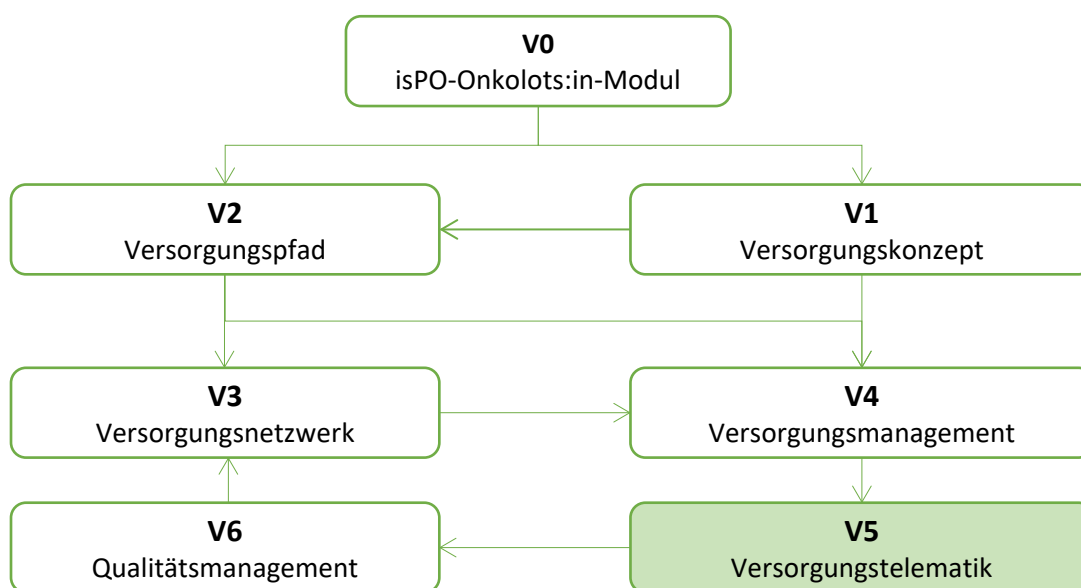 V0
isPO-Onkolots:in-Modul
V2
Versorgungspfad
V1
Versorgungskonzept
V3
Versorgungsnetzwerk
V4
Versorgungsmanagement
V6
Qualitätsmanagement
V5
Versorgungstelematik